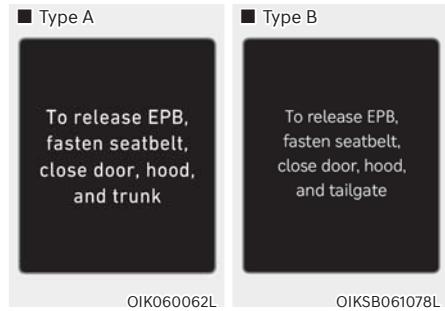 ■ Type A
To release EPB,
fasten seatbelt,
close door, hood,
and trunk
OIK060062L
■ Type B
To release EPB,
fasten seatbelt,
close door, hood,
and tailgate
OIKSB061078L